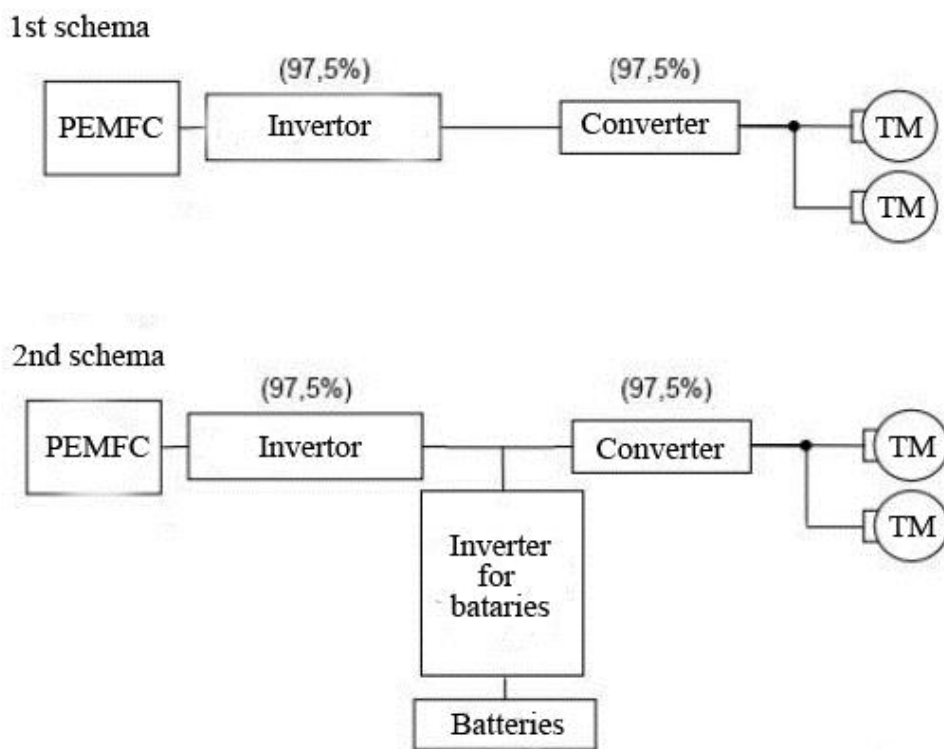 1st schema
(97,5%) (97,5%)
PEMFC Invertor Converter TM
TM
2nd schema
(97,5%) (97,5%)
PEMFC Invertor Converter TM
TM
Inverter
for
bataries
Batteries